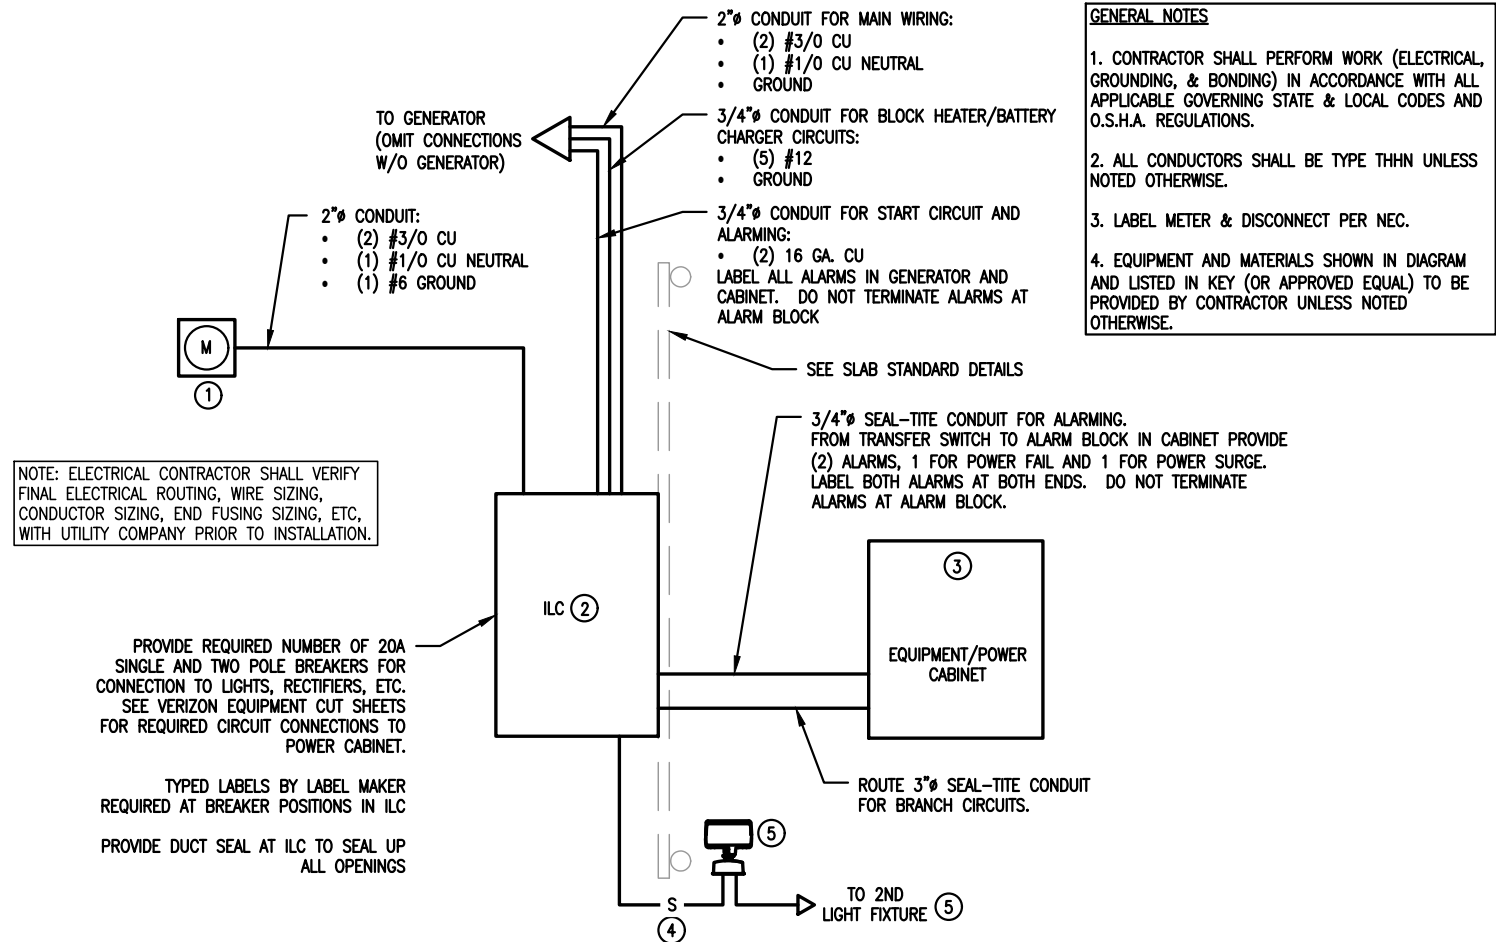 2"ø CONDUIT FOR MAIN WIRING:
• (2) #3/0 CU
• (1) #1/0 CU NEUTRAL
• GROUND
3/4"ø CONDUIT FOR BLOCK HEATER/BATTERY
CHARGER CIRCUITS:
• (5) #12
• GROUND
3/4"ø CONDUIT FOR START CIRCUIT AND
ALARMING:
• (2) 16 GA. CU
LABEL ALL ALARMS IN GENERATOR AND
CABINET. DO NOT TERMINATE ALARMS AT
ALARM BLOCK
SEE SLAB STANDARD DETAILS
GENERAL NOTES
1. CONTRACTOR SHALL PERFORM WORK (ELECTRICAL,
GROUNDING, & BONDING) IN ACCORDANCE WITH ALL
APPLICABLE GOVERNING STATE & LOCAL CODES AND
O.S.H.A. REGULATIONS.
2. ALL CONDUCTORS SHALL BE TYPE THHN UNLESS
NOTED OTHERWISE.
3. LABEL METER & DISCONNECT PER NEC.
4. EQUIPMENT AND MATERIALS SHOWN IN DIAGRAM
AND LISTED IN KEY (OR APPROVED EQUAL) TO BE
PROVIDED BY CONTRACTOR UNLESS NOTED
OTHERWISE.
TO GENERATOR
(OMIT CONNECTIONS
W/O GENERATOR)
2"ø CONDUIT:
• (2) #3/0 CU
• (1) #1/0 CU NEUTRAL
• (1) #6 GROUND
M
1
NOTE: ELECTRICAL CONTRACTOR SHALL VERIFY
FINAL ELECTRICAL ROUTING, WIRE SIZING,
CONDUCTOR SIZING, END FUSING SIZING, ETC,
WITH UTILITY COMPANY PRIOR TO INSTALLATION.
3/4"ø SEAL-TITE CONDUIT FOR ALARMING.
FROM TRANSFER SWITCH TO ALARM BLOCK IN CABINET PROVIDE
(2) ALARMS, 1 FOR POWER FAIL AND 1 FOR POWER SURGE.
LABEL BOTH ALARMS AT BOTH ENDS. DO NOT TERMINATE
ALARMS AT ALARM BLOCK.
ILC 2
3
EQUIPMENT/POWER
CABINET
PROVIDE REQUIRED NUMBER OF 20A
SINGLE AND TWO POLE BREAKERS FOR
CONNECTION TO LIGHTS, RECTIFIERS, ETC.
SEE VERIZON EQUIPMENT CUT SHEETS
FOR REQUIRED CIRCUIT CONNECTIONS TO
POWER CABINET.
TYPED LABELS BY LABEL MAKER
REQUIRED AT BREAKER POSITIONS IN ILC
PROVIDE DUCT SEAL AT ILC TO SEAL UP
ALL OPENINGS
ROUTE 3"ø SEAL-TITE CONDUIT
FOR BRANCH CIRCUITS.
5
S
4
TO 2ND
LIGHT FIXTURE 5